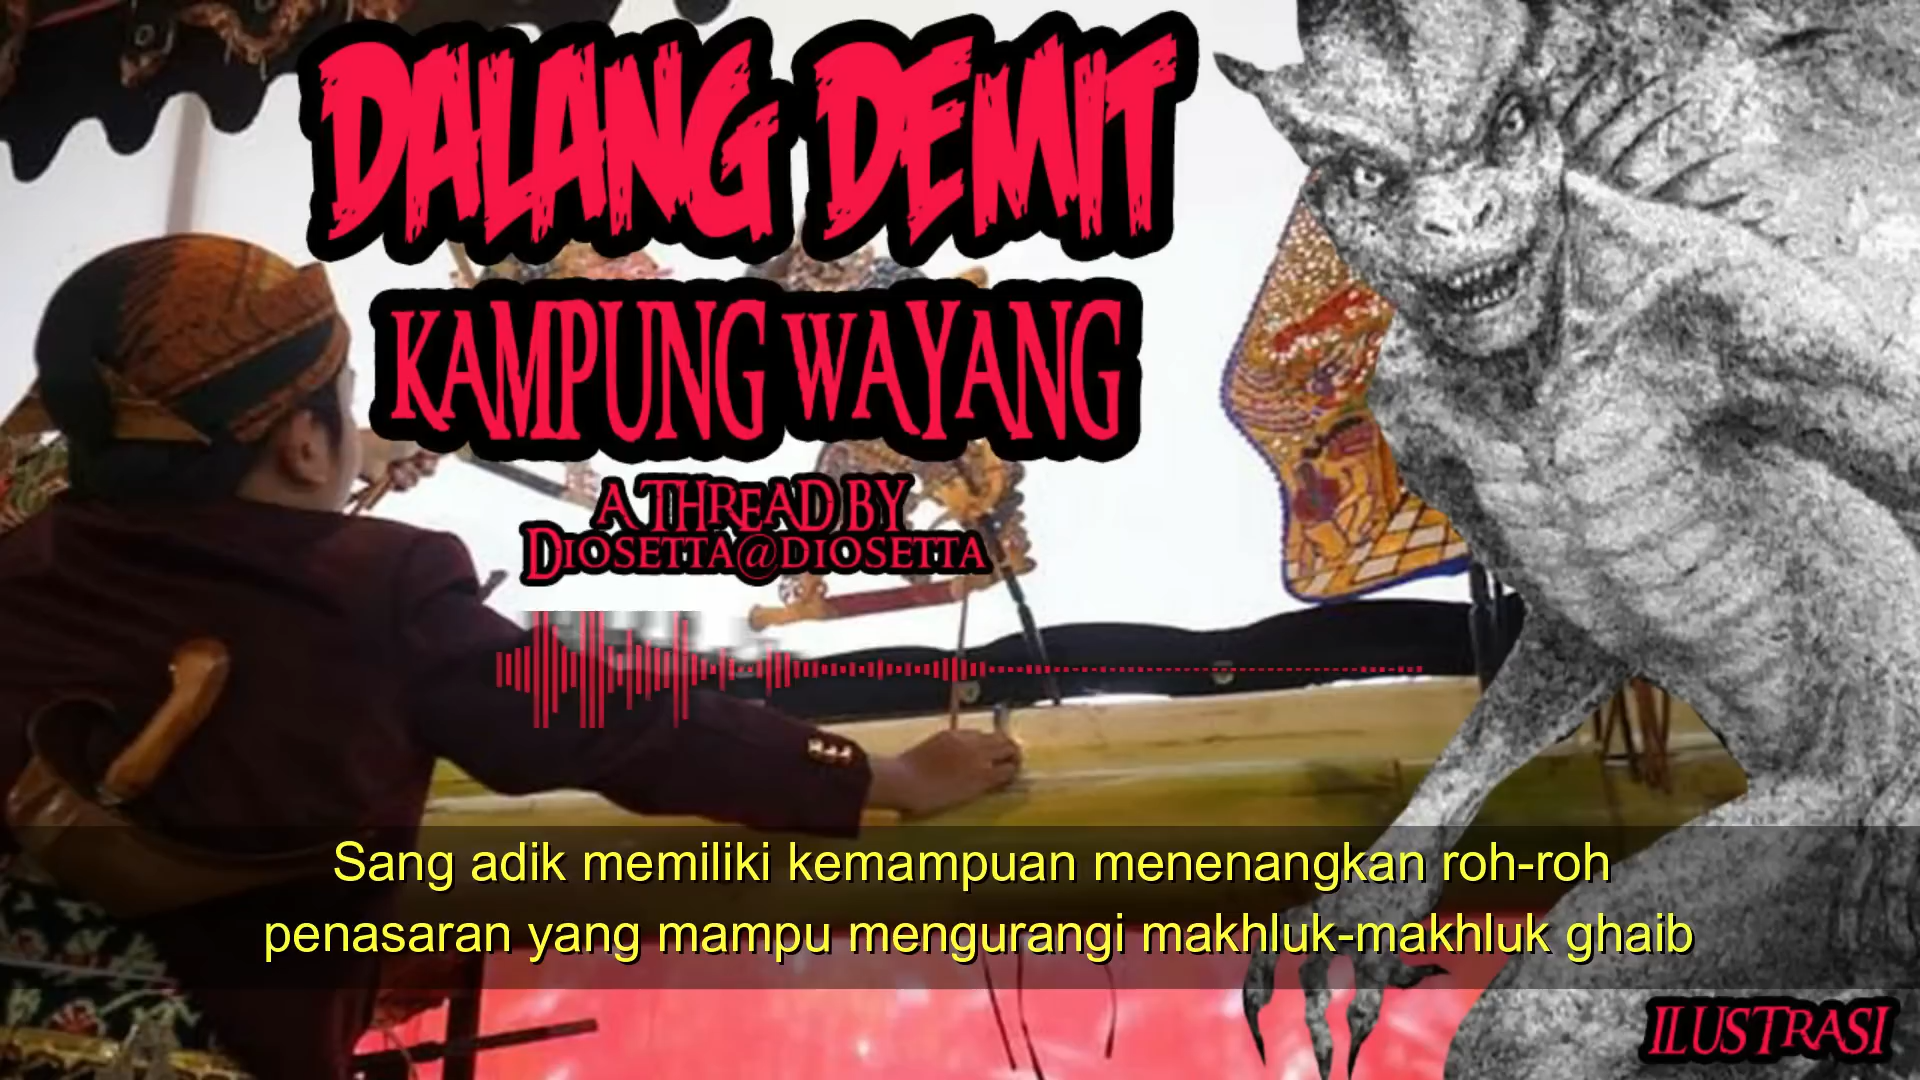 DALANG DEMIT
KAMPUNG WAYANG
A THREAD BY
DIOSETTA@DIOSETTA
Sang adik memiliki kemampuan menenangkan roh-roh
penasaran yang mampu mengurangi makhluk-makhluk ghaib
ILUSTRASI